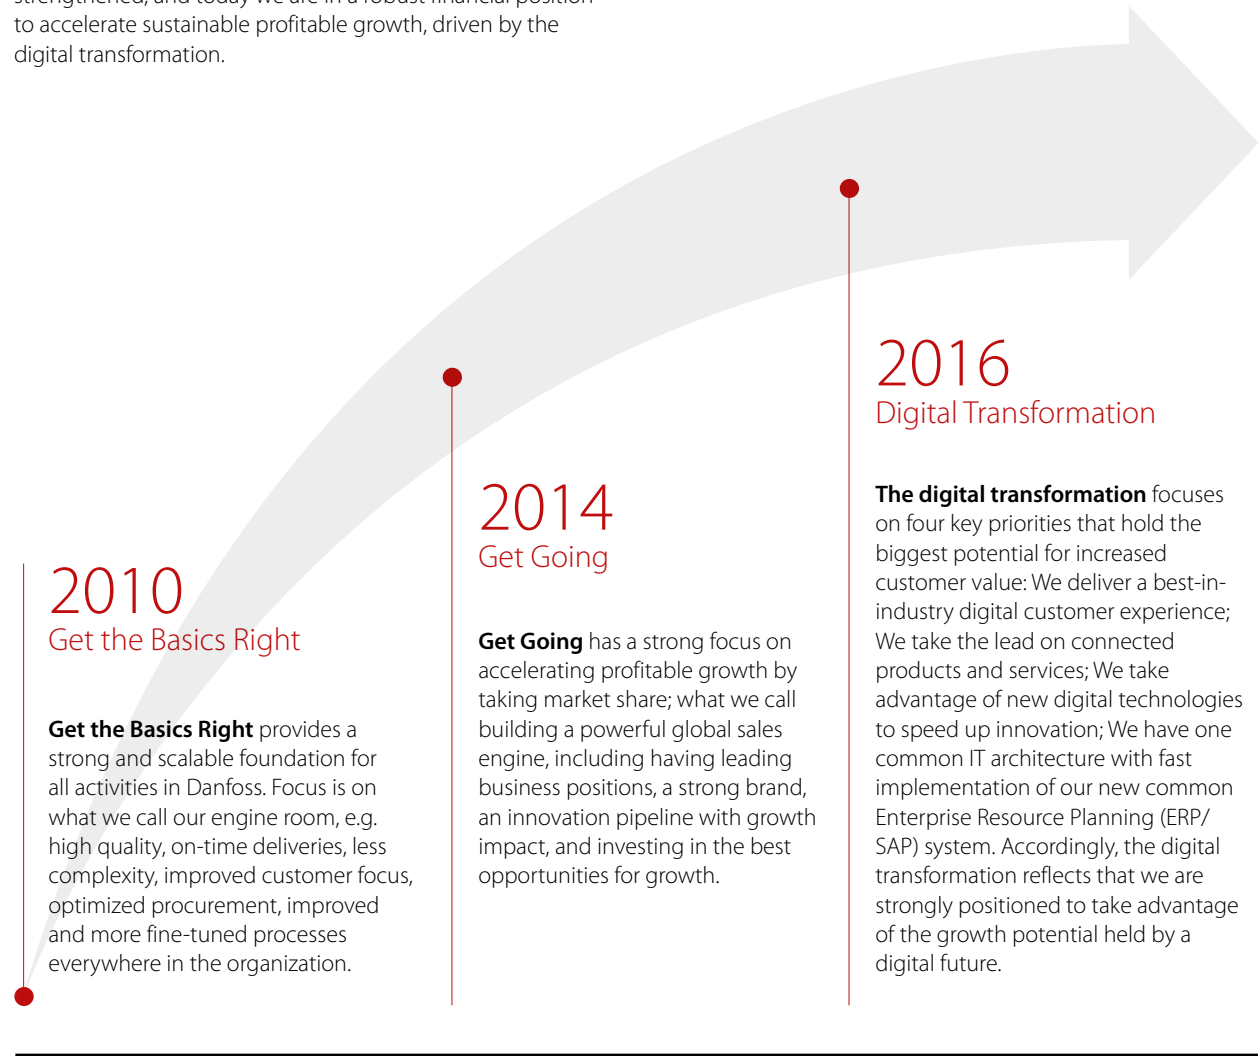 strengthened, and today we are in a robust financial position
to accelerate sustainable profitable growth, driven by the
digital transformation.
2010
Get the Basics Right
Get the Basics Right provides a
strong and scalable foundation for
all activities in Danfoss. Focus is on
what we call our engine room, e.g.
high quality, on-time deliveries, less
complexity, improved customer focus,
optimized procurement, improved
and more fine-tuned processes
everywhere in the organization.
2014
Get Going
Get Going has a strong focus on
accelerating profitable growth by
taking market share; what we call
building a powerful global sales
engine, including having leading
business positions, a strong brand,
an innovation pipeline with growth
impact, and investing in the best
opportunities for growth.
2016
Digital Transformation
The digital transformation focuses
on four key priorities that hold the
biggest potential for increased
customer value: We deliver a best-in-
industry digital customer experience;
We take the lead on connected
products and services; We take
advantage of new digital technologies
to speed up innovation; We have one
common IT architecture with fast
implementation of our new common
Enterprise Resource Planning (ERP/
SAP) system. Accordingly, the digital
transformation reflects that we are
strongly positioned to take advantage
of the growth potential held by a
digital future.